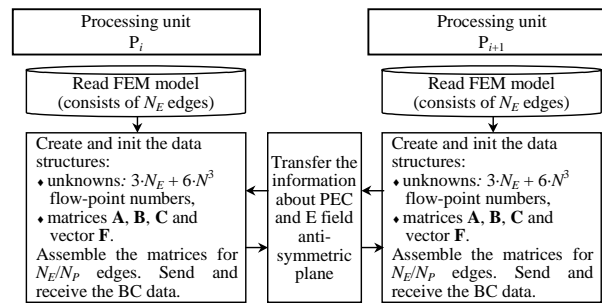 Processing unit
P_i
Processing unit
P_{i+1}
Read FEM model
(consists of N_E edges)
Read FEM model
(consists of N_E edges)
Create and init the data
structures:
♦ unknowns: 3·N_E + 6·N^3
flow-point numbers,
♦ matrices A, B, C and
vector F.
Assemble the matrices for
N_E/N_P edges. Send and
receive the BC data.
Transfer the
information
about PEC
and E field
anti-
symmetric
plane
Create and init the data
structures:
♦ unknowns: 3·N_E + 6·N^3
flow-point numbers,
♦ matrices A, B, C and
vector F.
Assemble the matrices for
N_E/N_P edges. Send and
receive the BC data.